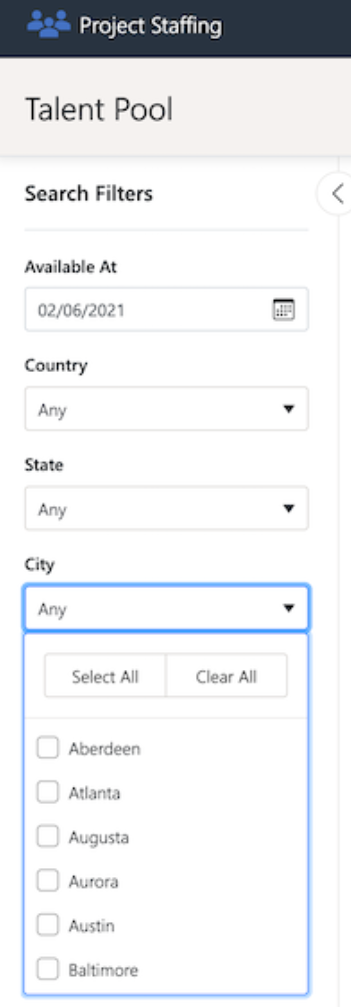 Project Staffing
Talent Pool
Search Filters
Available At
02/06/2021
Country
Any
State
Any
City
Any
Select All Clear All
Aberdeen
Atlanta
Augusta
Aurora
Austin
Baltimore